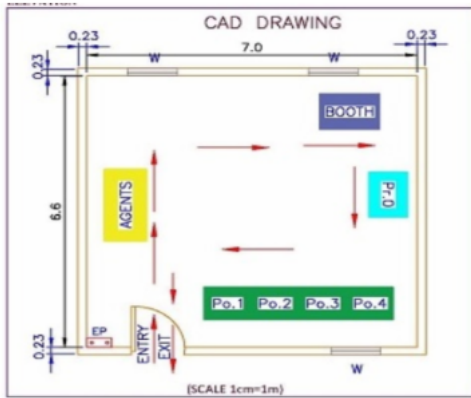 CAD DRAWING
0.23
7.0
0.23
0.23
W
W
BOOTH
6.6
AGENTS
Pr.O
Po.1 Po.2 Po.3 Po.4
EP
ENTRY
EXIT
0.23
W
(SCALE 1cm=1m)